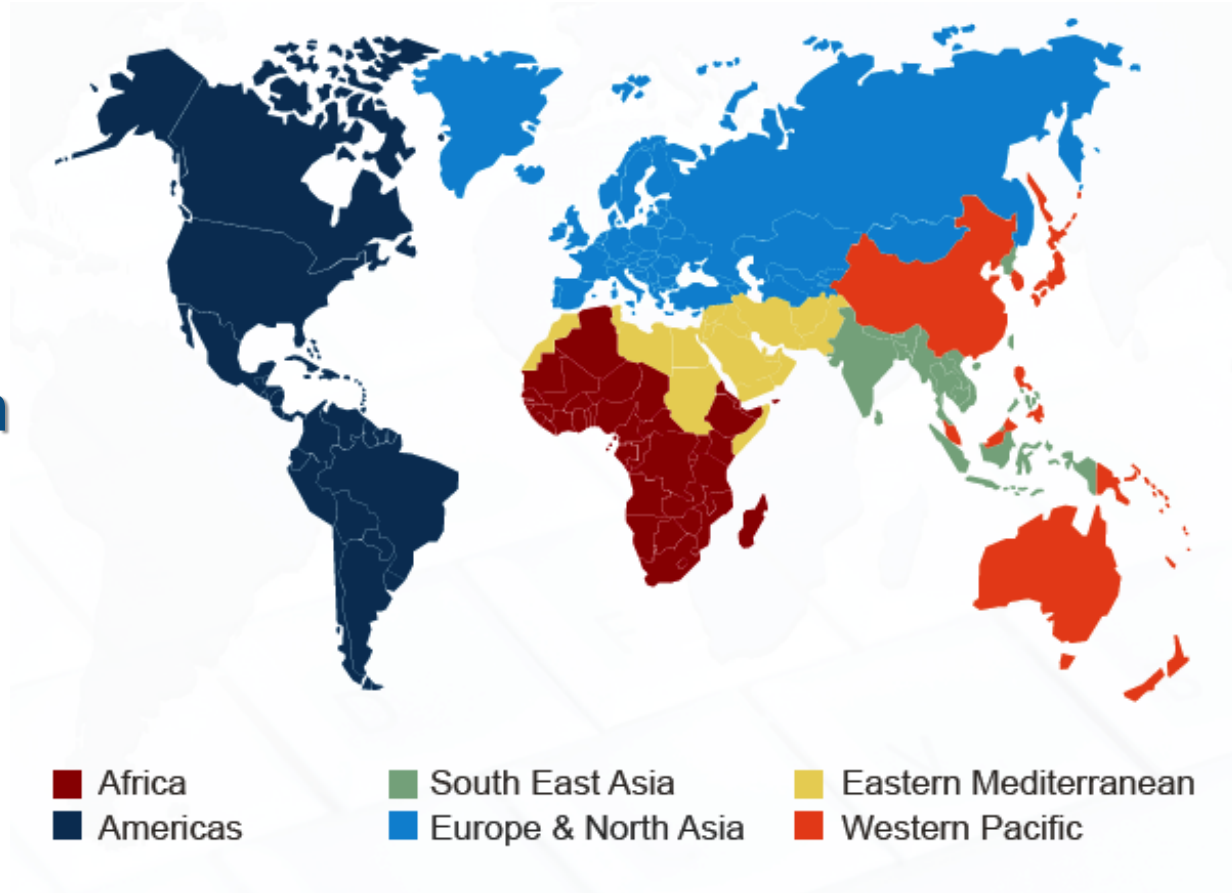 Africa
South East Asia
Eastern Mediterranean
Americas
Europe & North Asia
Western Pacific